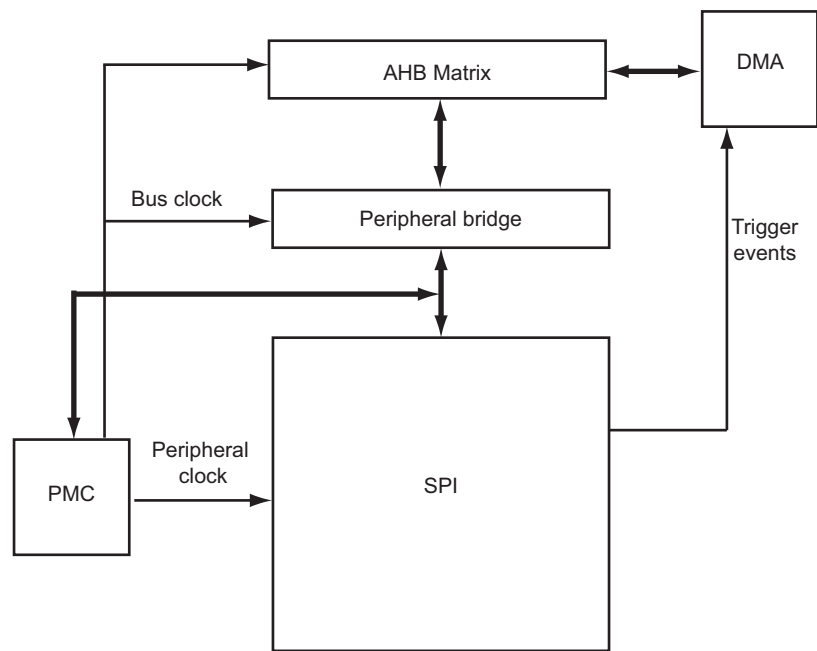 AHB Matrix
DMA
Bus clock
Peripheral bridge
Trigger
events
Peripheral
clock
PMC
SPI